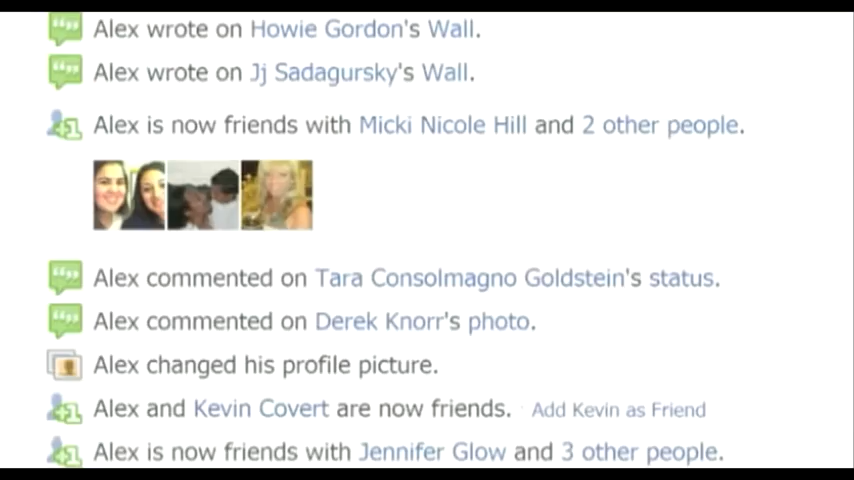 Alex wrote on Howie Gordon's Wall.
Alex wrote on Jj Sadagursky's Wall.
Alex is now friends with Micki Nicole Hill and 2 other people.
Alex commented on Tara Consolmagno Goldstein's status.
Alex commented on Derek Knorr's photo.
Alex changed his profile picture.
Alex and Kevin Covert are now friends. Add Kevin as Friend
Alex is now friends with Jennifer Glow and 3 other people.